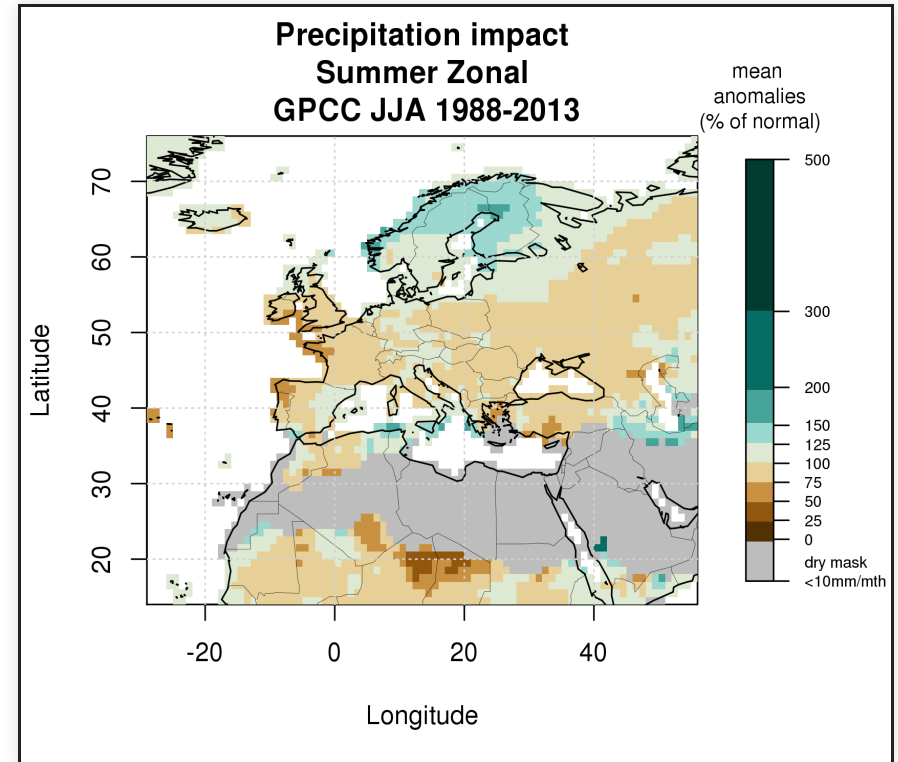 Precipitation impact
Summer Zonal
GPCC JJA 1988-2013
mean
anomalies
(% of normal)
500
300
200
150
125
100
75
50
25
0
dry mask
<10mm/mth
Latitude
70
60
50
40
30
20
-20 0 20 40
Longitude